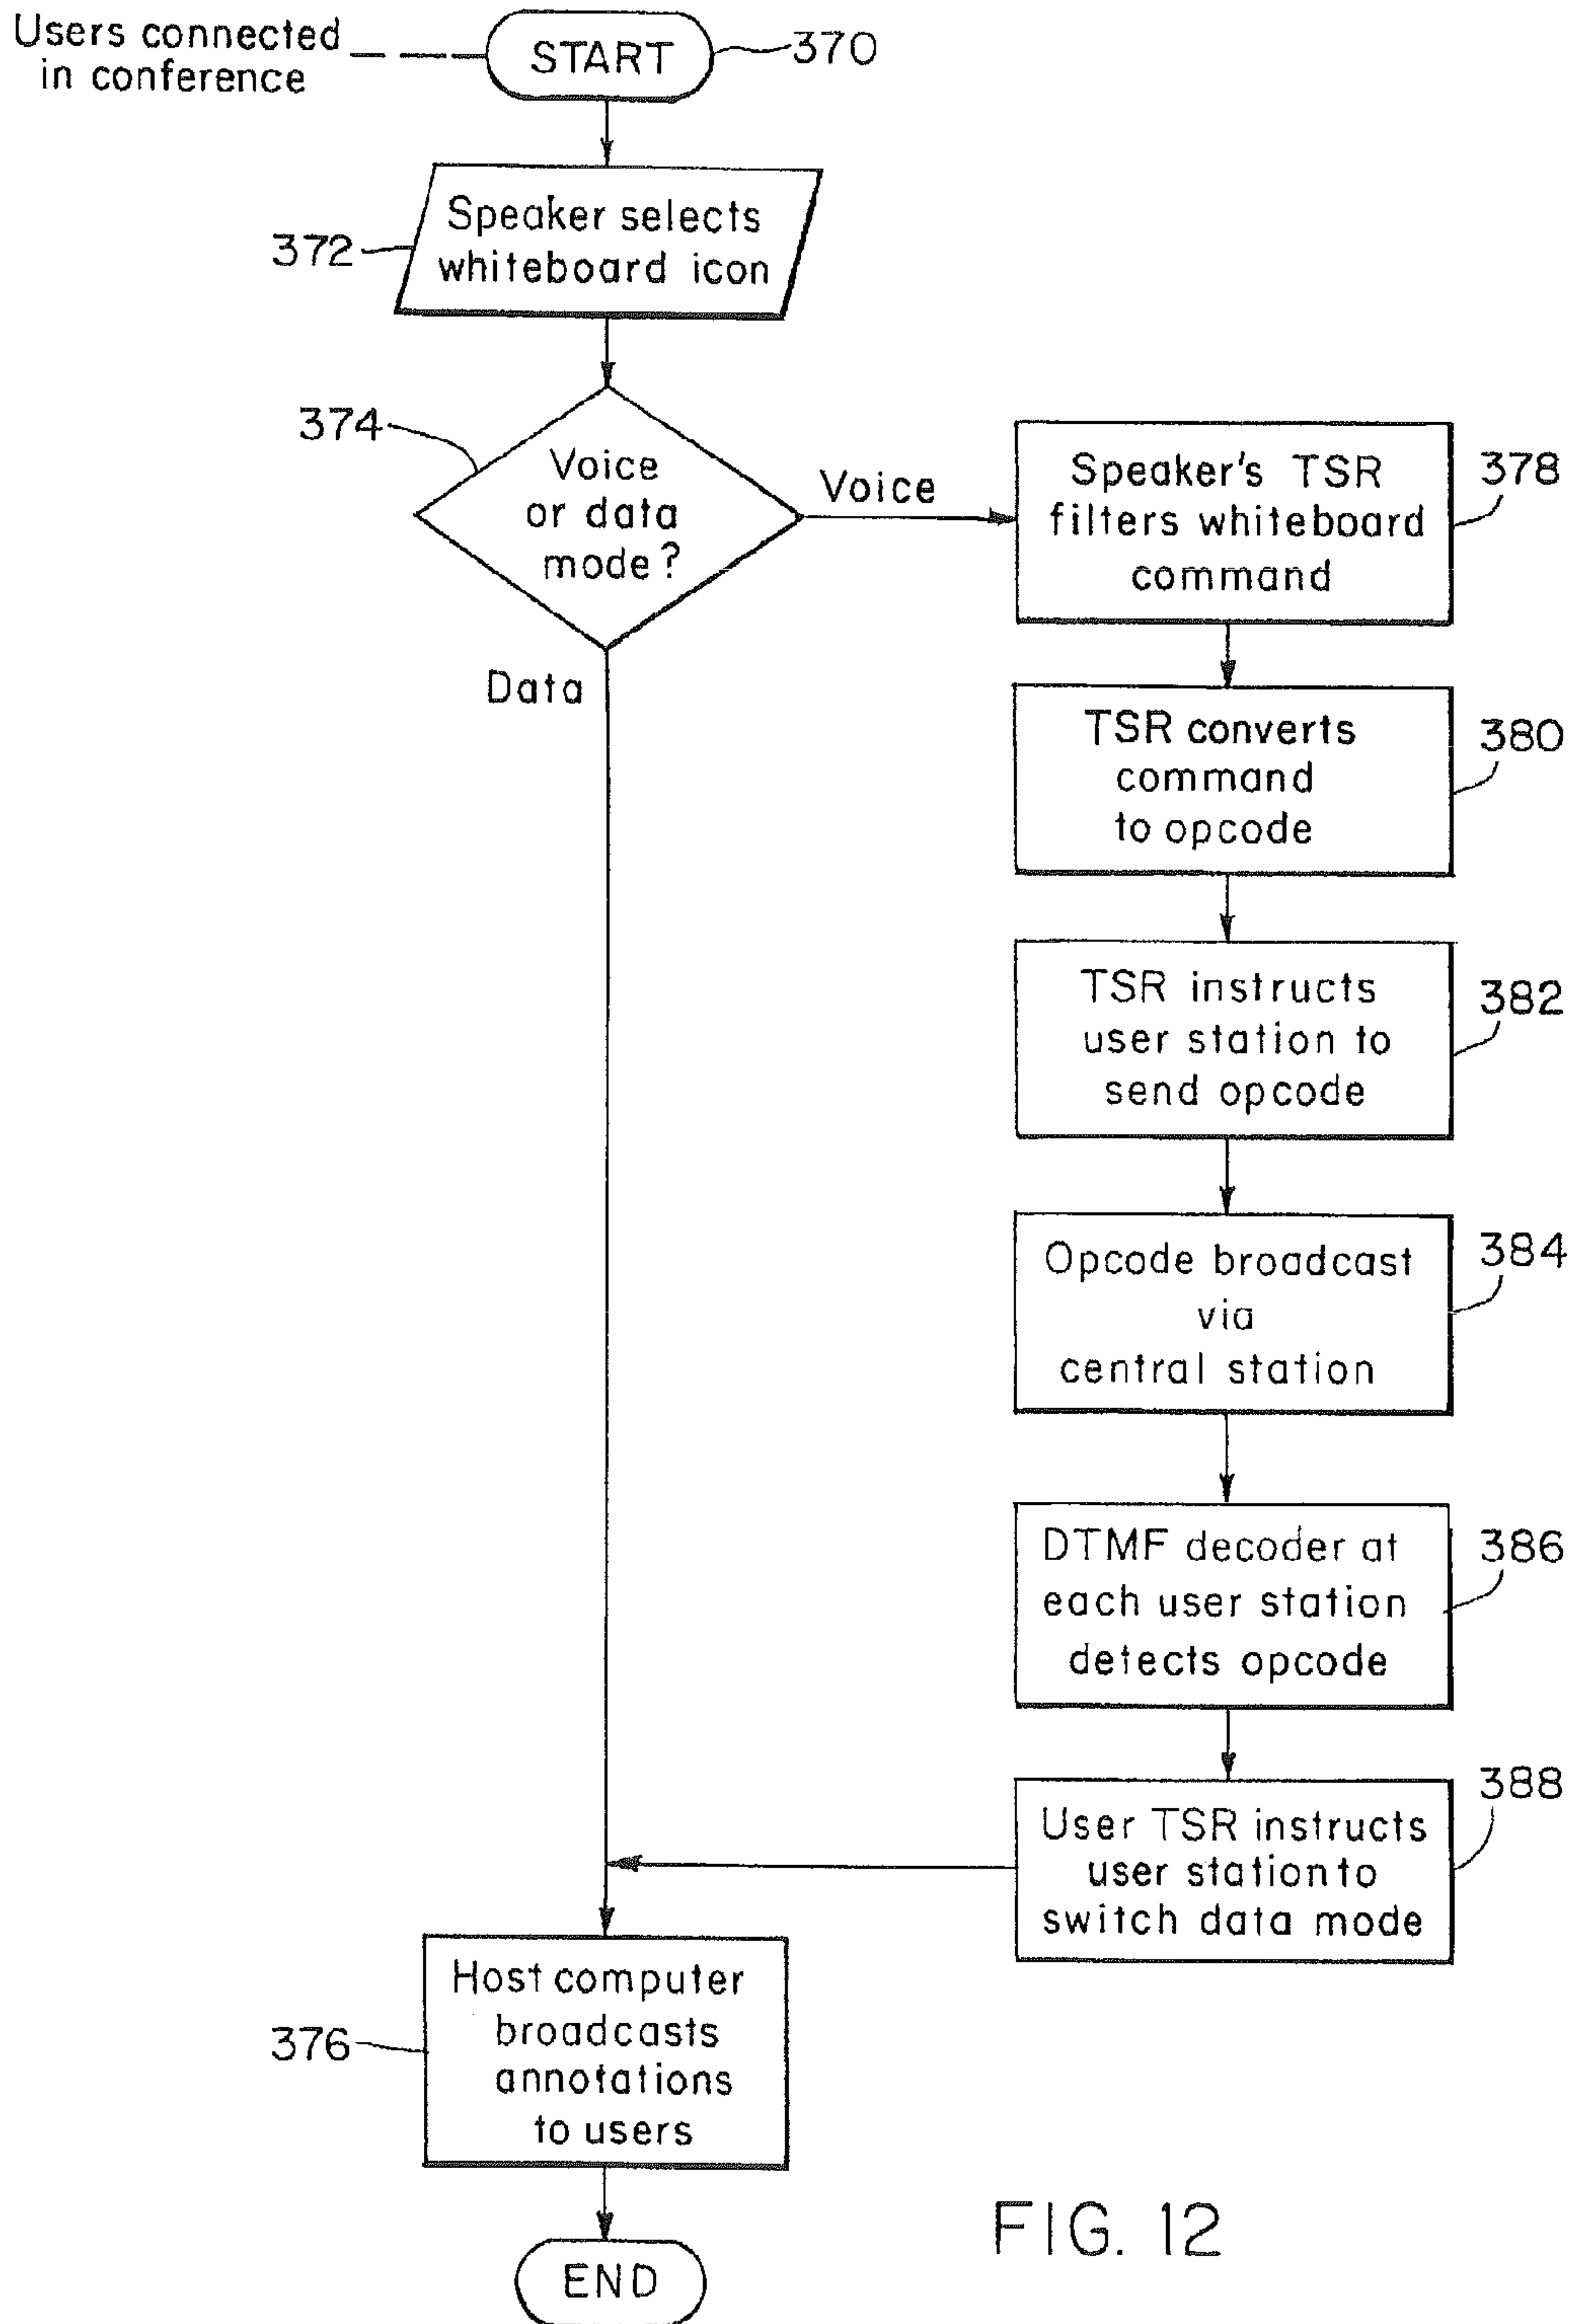 Users connected
in conference
START
370
372
Speaker selects
whiteboard icon
374
Voice
or data
mode?
Voice
Data
Speaker's TSR
filters whiteboard
command
378
TSR converts
command
to opcode
380
TSR instructs
user station to
send opcode
382
Opcode broadcast
via
central station
384
DTMF decoder at
each user station
detects opcode
386
User TSR instructs
user station to
switch data mode
388
376
Host computer
broadcasts
annotations
to users
END
FIG. 12